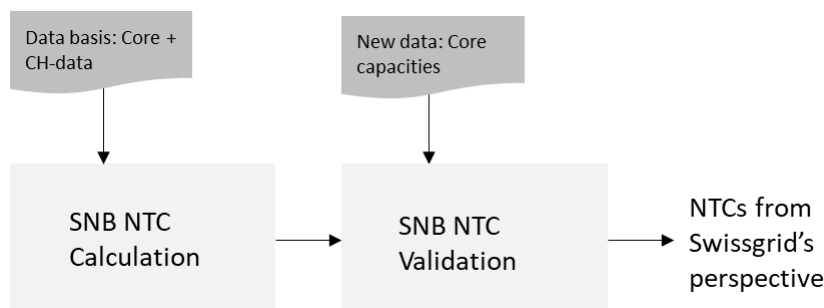 Data basis: Core +
CH-data
New data: Core
capacities
SNB NTC
Calculation
SNB NTC
Validation
NTCs from
Swissgrid's
perspective